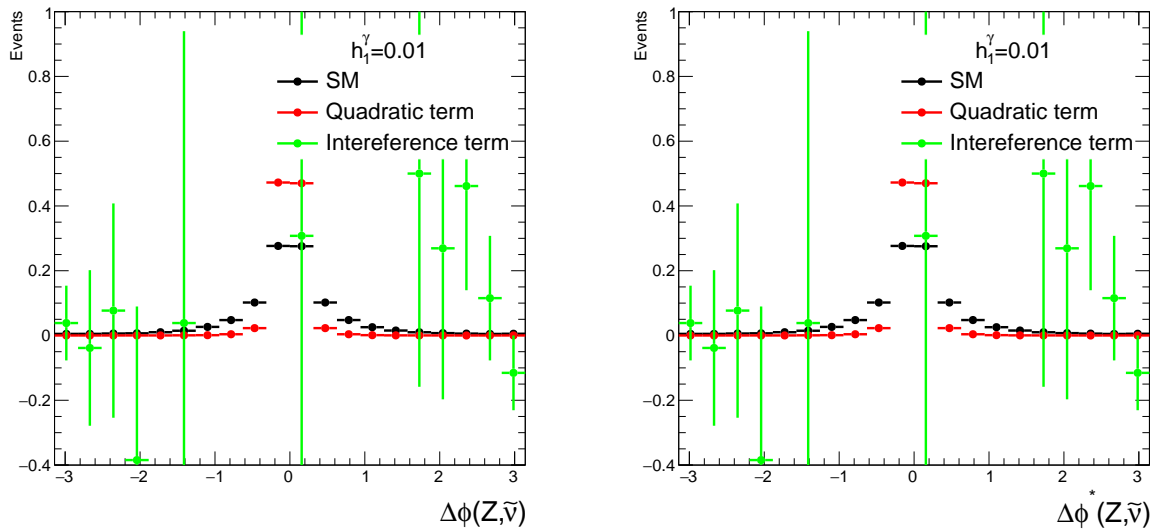 Events
1
0.8
0.6
0.4
0.2
0
−0.2
−0.4
−3 −2 −1 0 1 2 3
h₁^γ=0.01
SM
Quadratic term
Intereference term
Δϕ(Z,ν̃)
Events
1
0.8
0.6
0.4
0.2
0
−0.2
−0.4
−3 −2 −1 0 1 2 3
h₁^γ=0.01
SM
Quadratic term
Intereference term
Δϕ*(Z,ν̃)